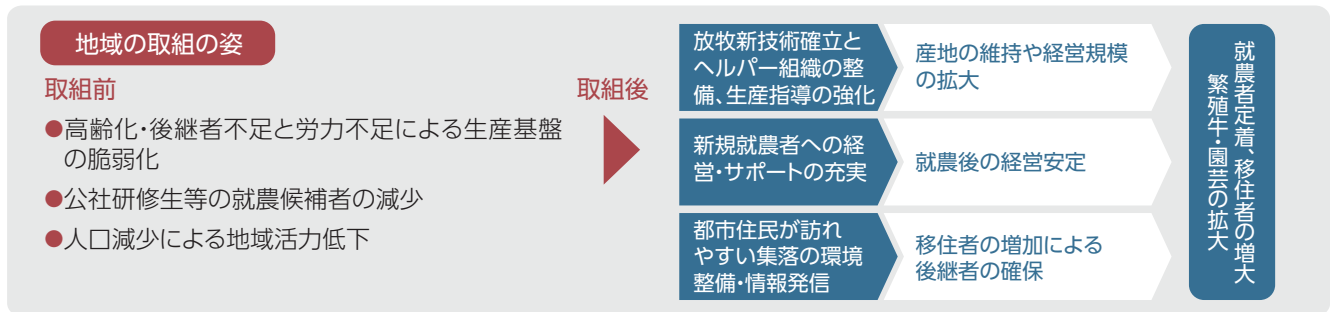 地域の取組の姿
取組前
●高齢化・後継者不足と労力不足による生産基盤
の脆弱化
●公社研修生等の就農候補者の減少
●人口減少による地域活力低下
取組後
放牧新技術確立と
ヘルパー組織の整
備、生産指導の強化
産地の維持や経営規模
の拡大
新規就農者への経
営・サポートの充実
就農後の経営安定
都市住民が訪れ
やすい集落の環境
整備・情報発信
移住者の増加による
後継者の確保
就農者定着、移住者の増大
繁殖牛・園芸の拡大